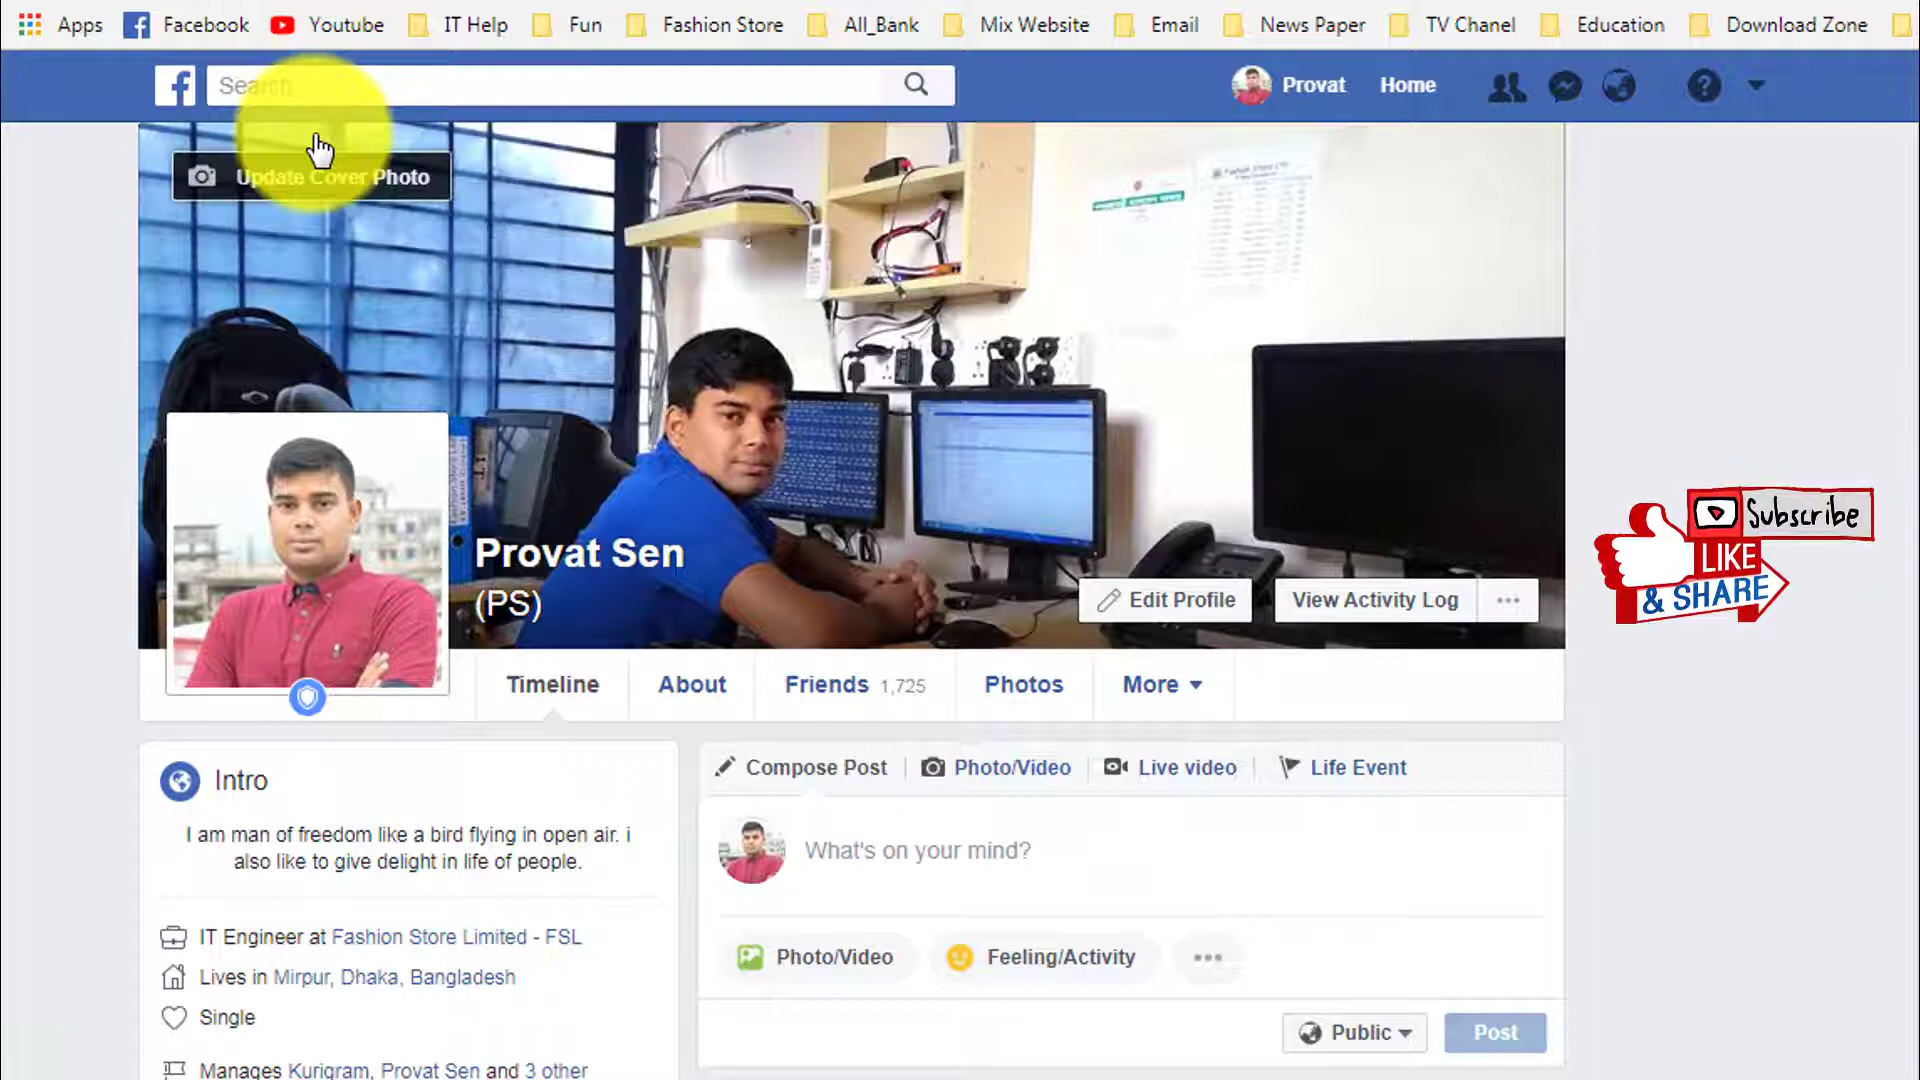 Apps Facebook Youtube IT Help Fun Fashion Store All_Bank Mix Website Email News Paper TV Chanel Education Download Zone
Search
Provat Home
Update Cover Photo
Provat Sen
(PS)
Edit Profile View Activity Log
Subscribe
LIKE
& SHARE
Timeline About Friends 1,725 Photos More
Intro
I am man of freedom like a bird flying in open air. i
also like to give delight in life of people.
IT Engineer at Fashion Store Limited - FSL
Lives in Mirpur, Dhaka, Bangladesh
Single
Manages Kurigram, Provat Sen and 3 other
Compose Post Photo/Video Live video Life Event
What's on your mind?
Photo/Video Feeling/Activity
Public Post